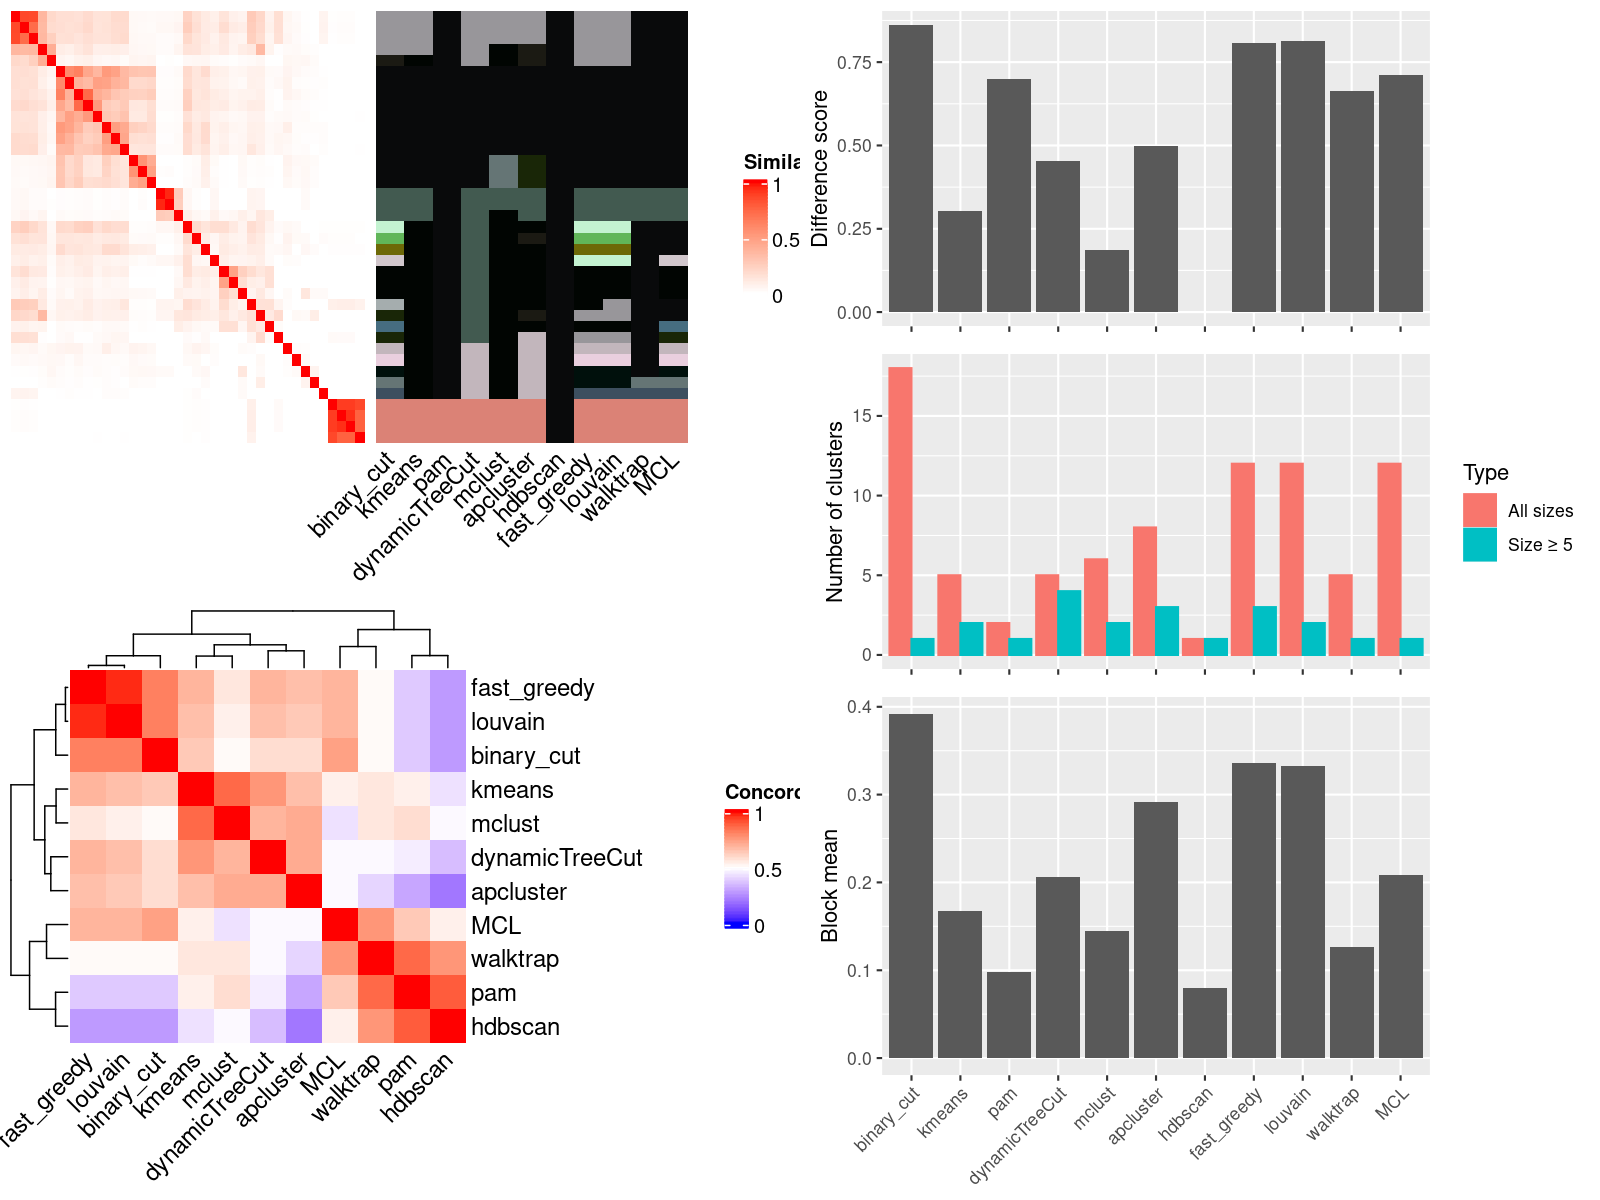 Simila
1
0.5
0
binary_cut
kmeans
pam
dynamicTreeCut
mclust
apcluster
hdbscan
fast_greedy
louvain
walktrap
MCL
fast_greedy
louvain
binary_cut
kmeans
mclust
dynamicTreeCut
apcluster
MCL
walktrap
pam
hdbscan
fast_greedy
louvain
binary_cut
kmeans
mclust
dynamicTreeCut
apcluster
MCL
walktrap
pam
hdbscan
Concord
1
0.5
0
Difference score
0.75
0.50
0.25
0.00
Number of clusters
15
10
5
0
Type
All sizes
Size ≥ 5
Block mean
0.4
0.3
0.2
0.1
0.0
binary_cut
kmeans
pam
dynamicTreeCut
mclust
apcluster
hdbscan
fast_greedy
louvain
walktrap
MCL